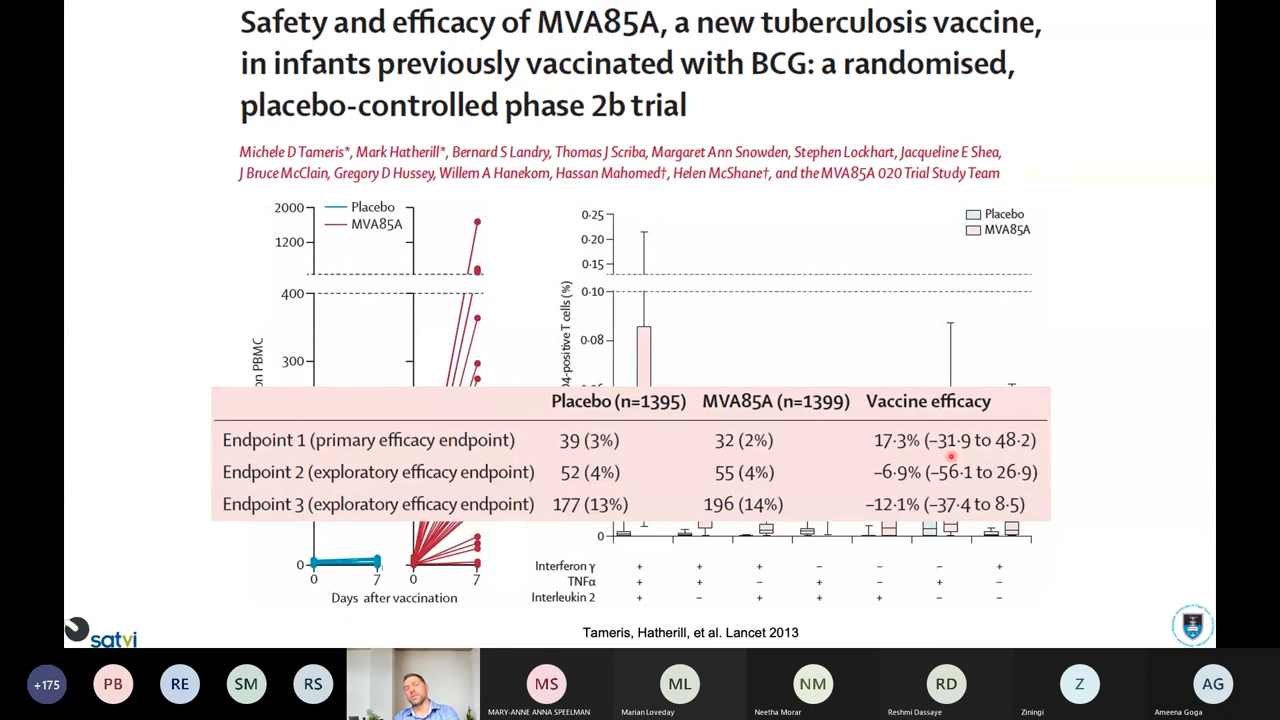 Safety and efficacy of MVA85A, a new tuberculosis vaccine,
in infants previously vaccinated with BCG: a randomised,
placebo-controlled phase 2b trial
Michele D Tameris*, Mark Hatherill*, Bernard S Landry, Thomas J Scriba, Margaret Ann Snowden, Stephen Lockhart, Jacqueline E Shea,
J Bruce McClain, Gregory D Hussey, Willem A Hanekom, Hassan Mahomed†, Helen McShane†, and the MVA85A 020 Trial Study Team
2000
1200
400
300
0
Placebo
MVA85A
on PBMC
0 7 0 7
Days after vaccination
0·25
0·20
0·15
0·10
0·08
0
D4-positive T cells (%)
Placebo
MVA85A
Placebo (n=1395) MVA85A (n=1399) Vaccine efficacy
Endpoint 1 (primary efficacy endpoint) 39 (3%) 32 (2%) 17·3% (–31·9 to 48·2)
Endpoint 2 (exploratory efficacy endpoint) 52 (4%) 55 (4%) –6·9% (–56·1 to 26·9)
Endpoint 3 (exploratory efficacy endpoint) 177 (13%) 196 (14%) –12·1% (–37·4 to 8·5)
Interferon γ + + + – – – +
TNFα + + – + – + –
Interleukin 2 + – + + + – –
Tameris, Hatherill, et al. Lancet 2013
satvi
+175 PB RE SM RS MS ML NM RD Z AG
MARY-ANNE ANNA SPEELMAN Marian Loveday Neetha Morar Reshmi Dassaye Ziningi Ameena Goga